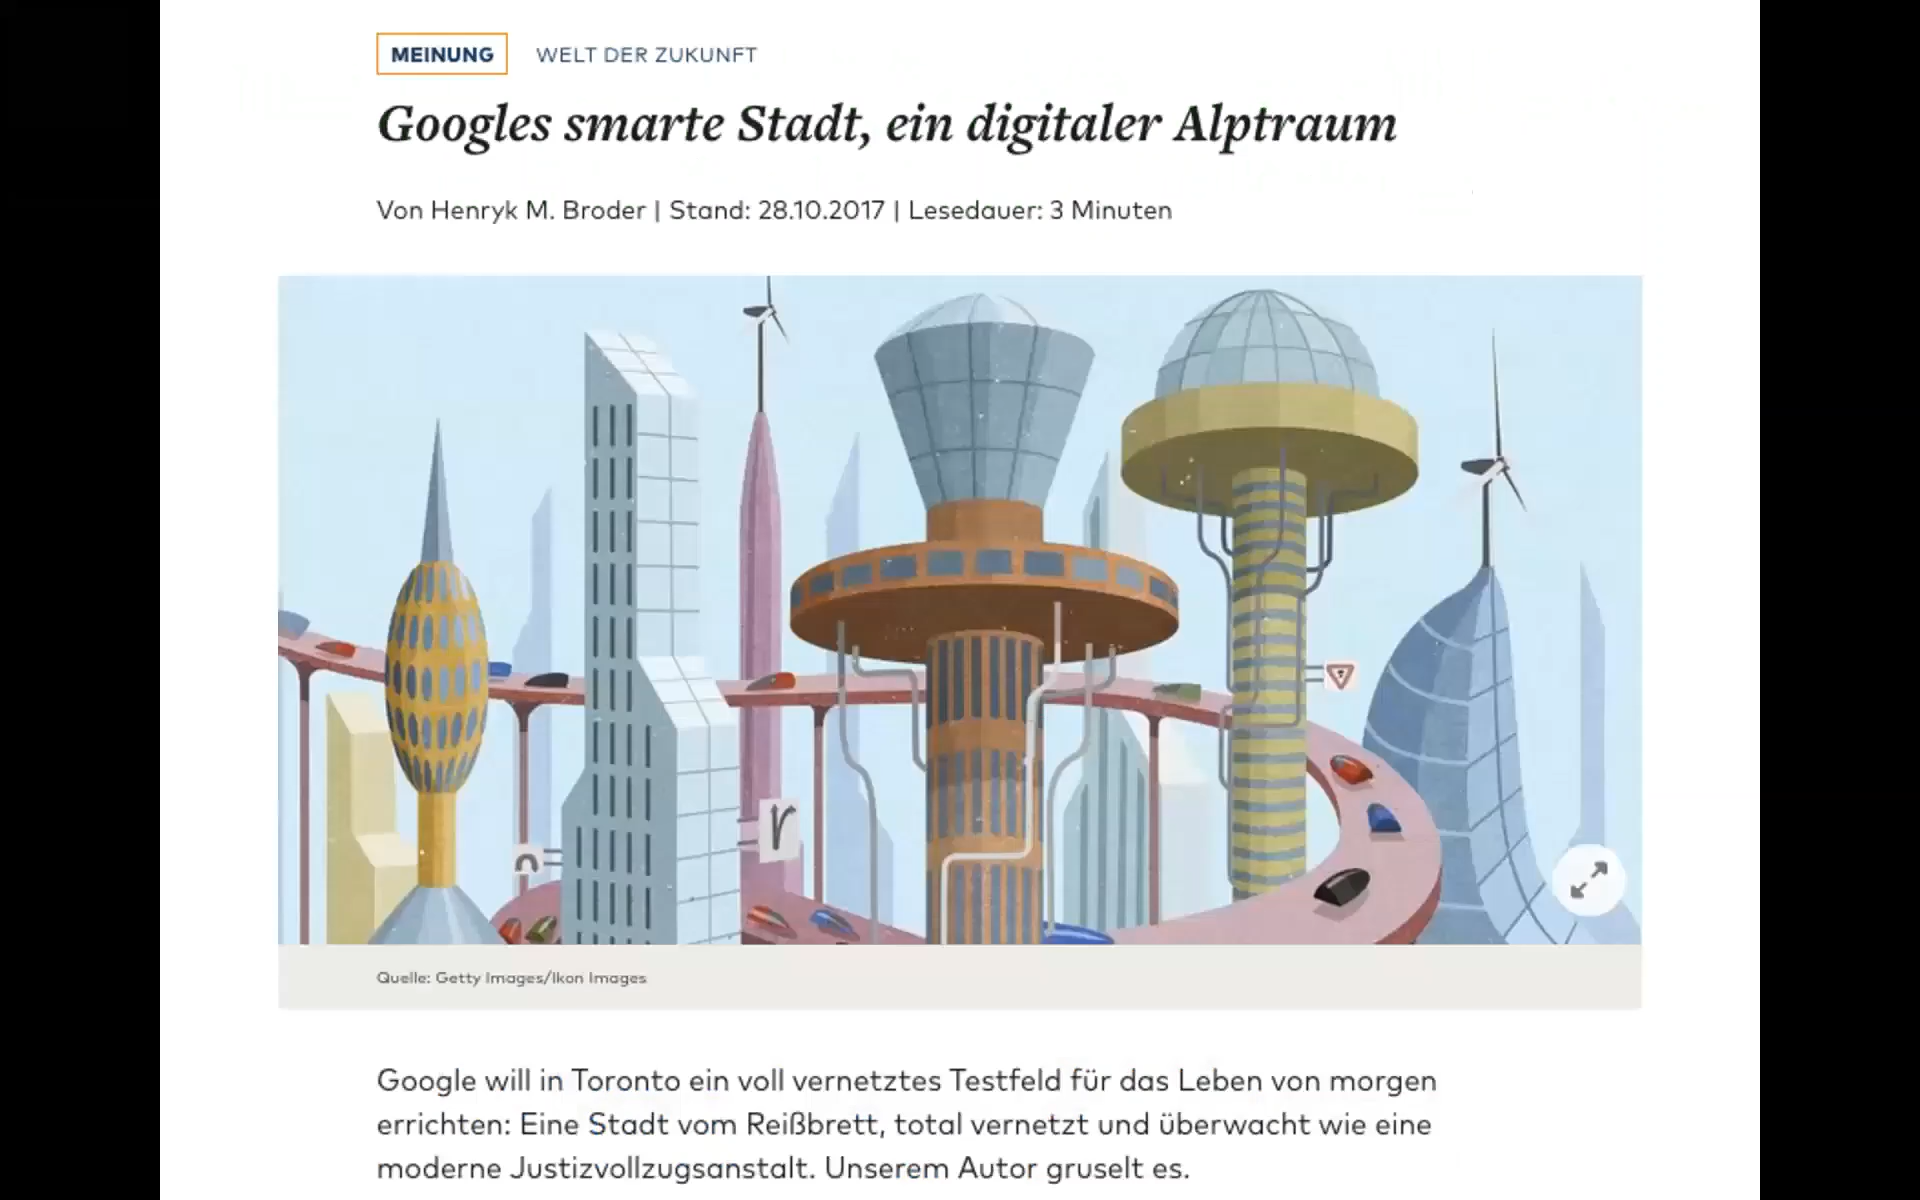 MEINUNG WELT DER ZUKUNFT
Googles smarte Stadt, ein digitaler Alptraum
Von Henryk M. Broder | Stand: 28.10.2017 | Lesedauer: 3 Minuten
Quelle: Getty Images/Ikon Images
Google will in Toronto ein voll vernetztes Testfeld für das Leben von morgen
errichten: Eine Stadt vom Reißbrett, total vernetzt und überwacht wie eine
moderne Justizvollzugsanstalt. Unserem Autor gruselt es.